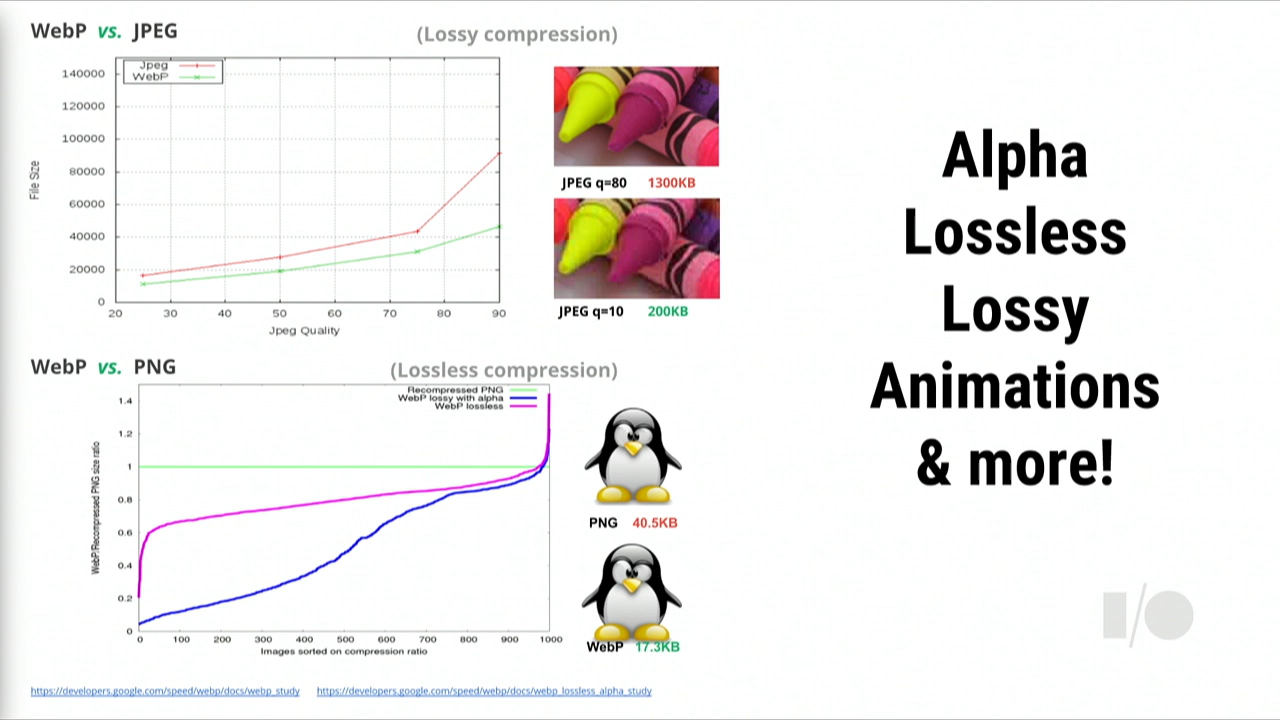 WebP vs. JPEG
(Lossy compression)
Jpeg
WebP
140000
120000
100000
80000
60000
40000
20000
0
File Size
20 30 40 50 60 70 80 90
Jpeg Quality
JPEG q=80 1300KB
JPEG q=10 200KB
WebP vs. PNG
(Lossless compression)
Recompressed PNG
WebP lossy with alpha
WebP lossless
1.4
1.2
1
0.8
0.6
0.4
0.2
0
WebP/Recompressed PNG size ratio
0 100 200 300 400 500 600 700 800 900 1000
Images sorted on compression ratio
PNG 40.5KB
WebP 17.3KB
https://developers.google.com/speed/webp/docs/webp_study
https://developers.google.com/speed/webp/docs/webp_lossless_alpha_study
Alpha
Lossless
Lossy
Animations
& more!
I/O